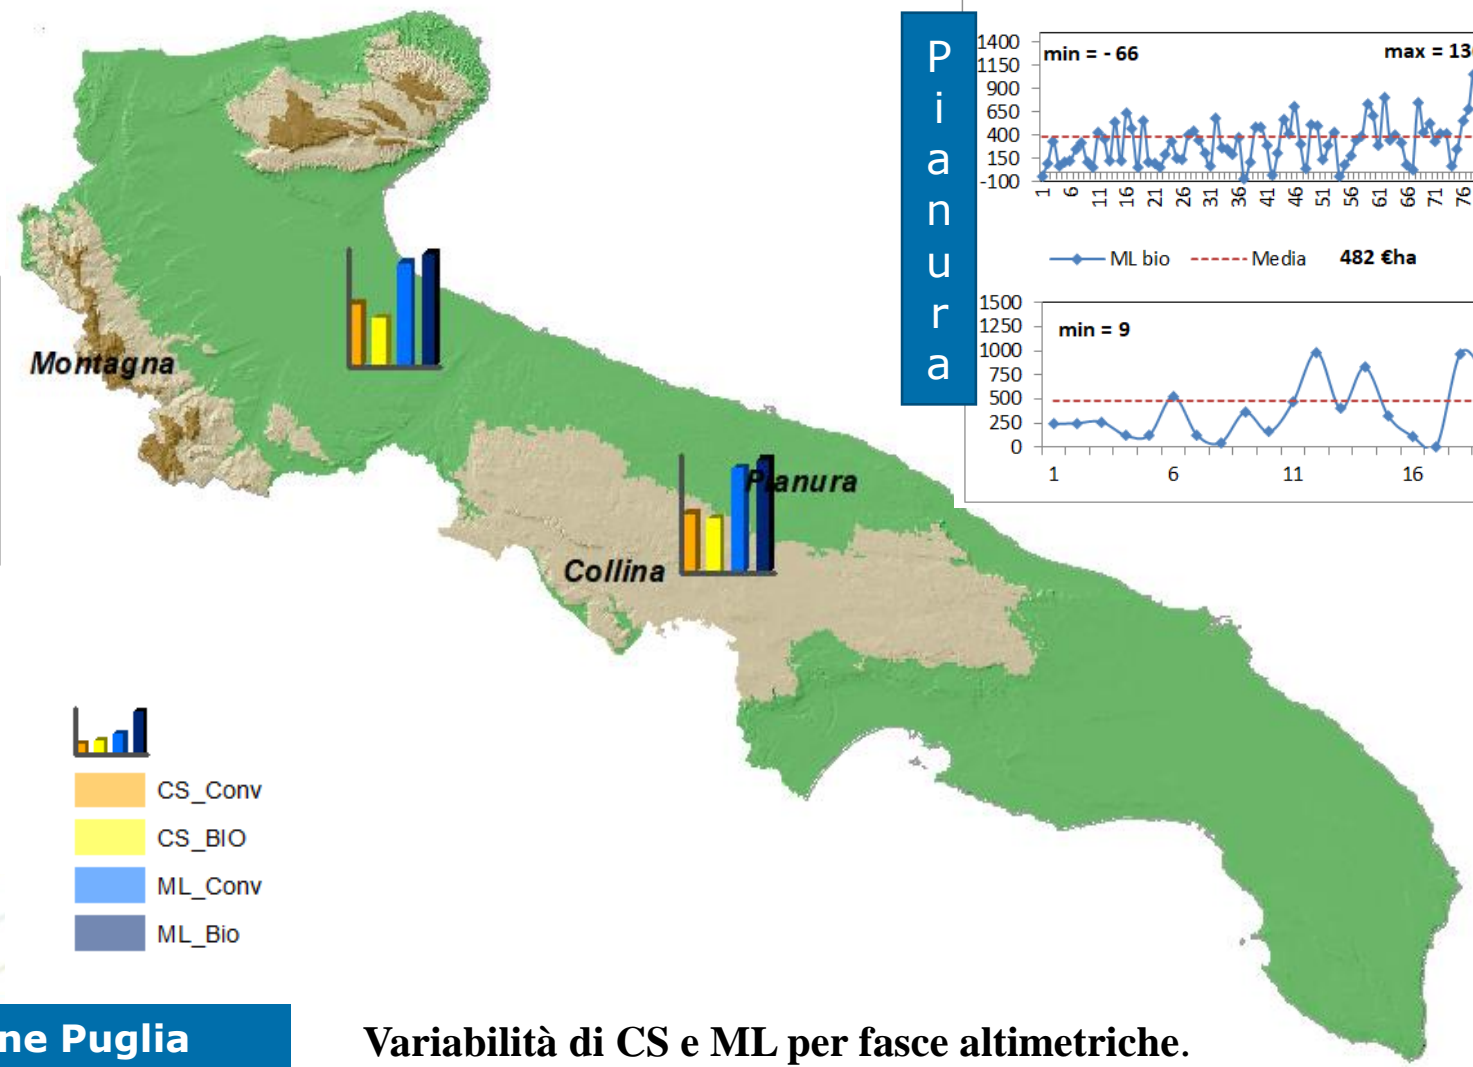 Pianura
1400
1150
900
650
400
150
-100
min = - 66
max = 13
1 6 11 16 21 26 31 36 41 46 51 56 61 66 71 76
ML bio Media 482 €ha
1500
1250
1000
750
500
250
0
min = 9
1 6 11 16
Montagna
Pianura
Collina
CS_Conv
CS_BIO
ML_Conv
ML_Bio
ne Puglia
Variabilità di CS e ML per fasce altimetriche.